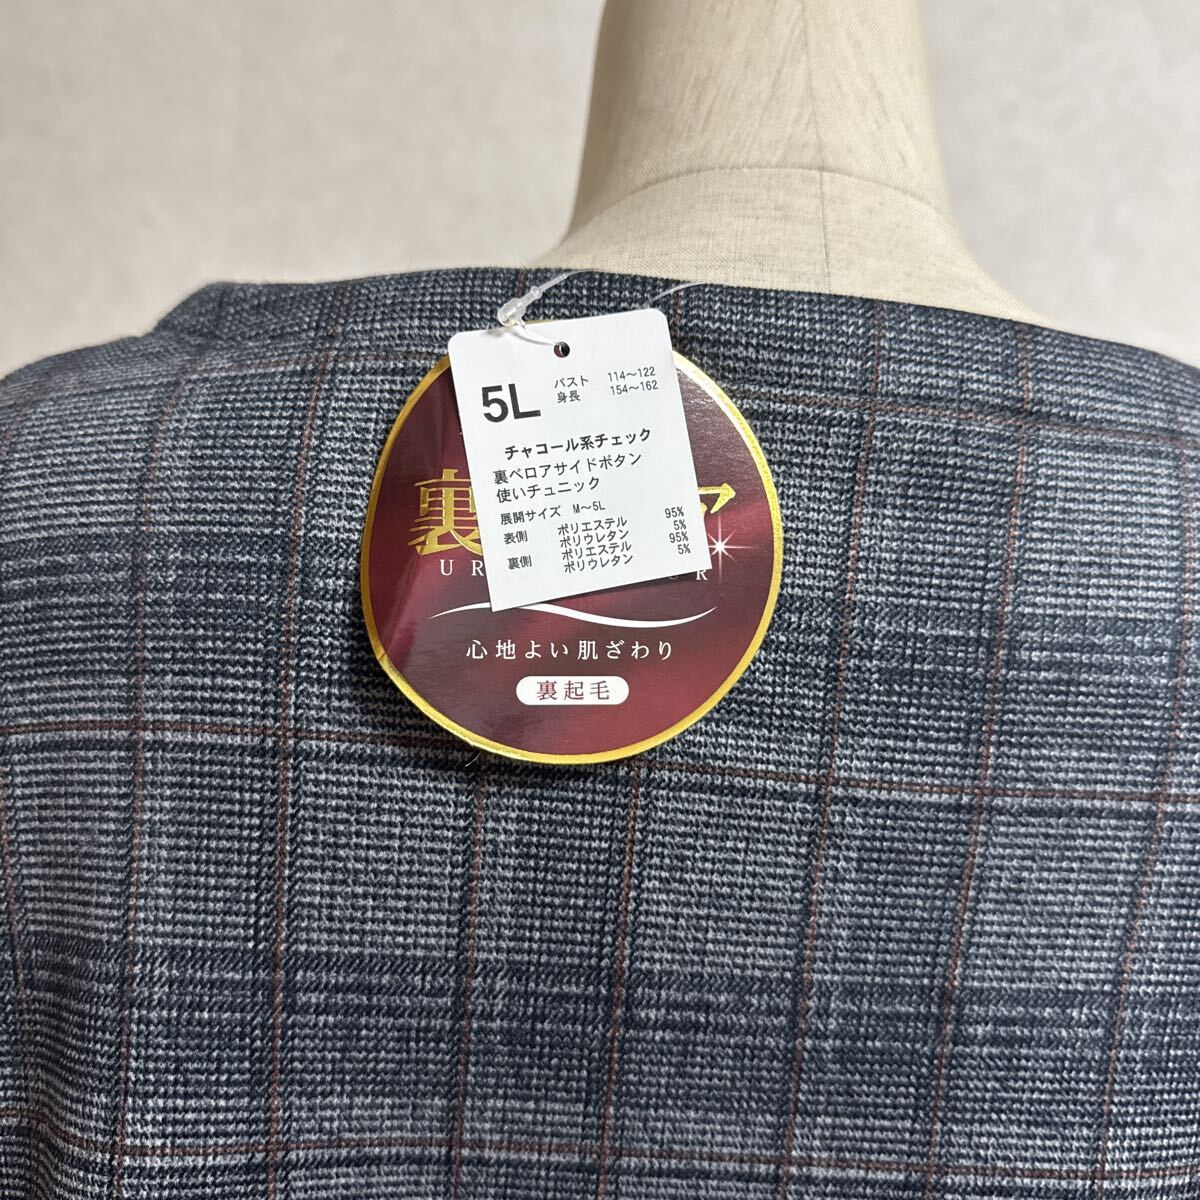 5L
バスト 114～122
身長 154～162
チャコール系チェック
裏ベロアサイドボタン
使いチュニック
展開サイズ M～5L
表側 ポリエステル 95%
ポリウレタン 5%
裏側 ポリエステル 95%
ポリウレタン 5%
裏
ア
UR
UR
心地よい肌ざわり
裏起毛